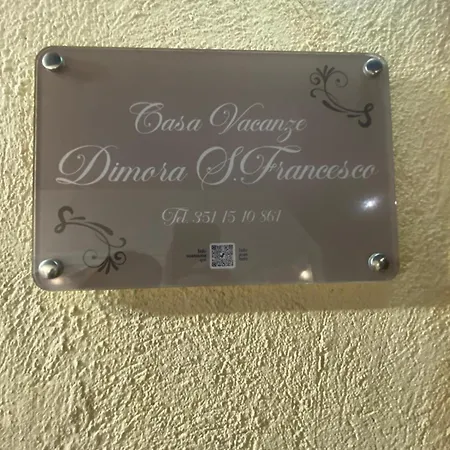 Casa Vacanze
Dimora S.Francesco
Tel. 351 15 10 861